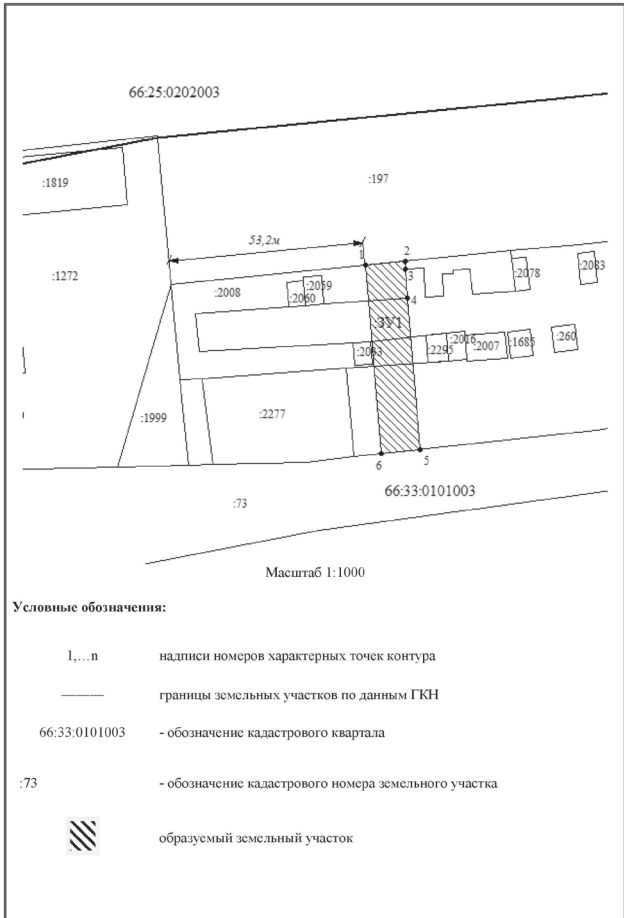 66:25:0202003
:1819
:197
53,2м
1
2
:1272
3
:2078
:2083
:2008
:2059
:2060
4
:ЗУ1
:2016
:260
:2295
:2007
:1685
:1999
:2277
6
5
66:33:0101003
:73
Масштаб 1:1000
Условные обозначения:
1,…n надписи номеров характерных точек контура
——— границы земельных участков по данным ГКН
66:33:0101003 - обозначение кадастрового квартала
:73 - обозначение кадастрового номера земельного участка
образуемый земельный участок